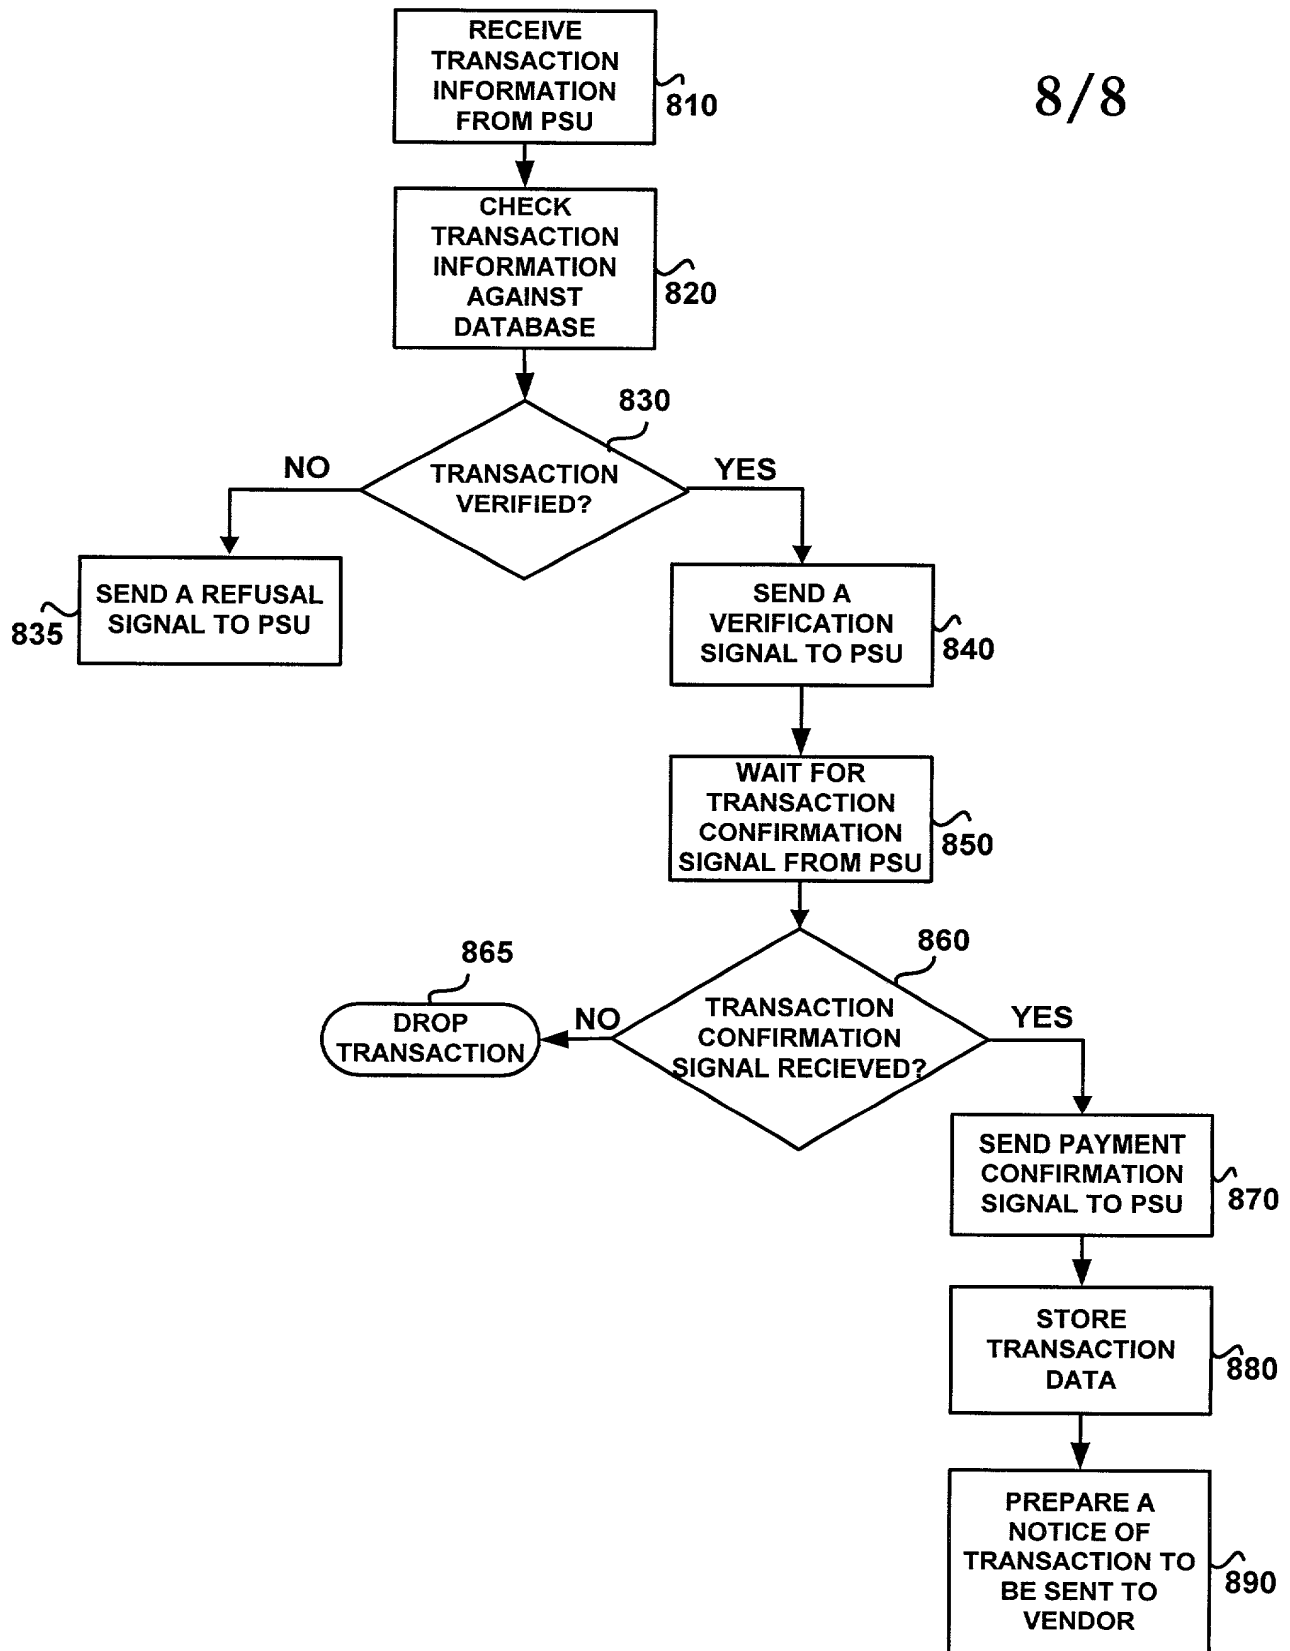 RECEIVE
TRANSACTION
INFORMATION
FROM PSU
810
8/8
CHECK
TRANSACTION
INFORMATION
AGAINST
DATABASE
820
830
NO
TRANSACTION
VERIFIED?
YES
SEND A REFUSAL
SIGNAL TO PSU
835
SEND A
VERIFICATION
SIGNAL TO PSU
840
WAIT FOR
TRANSACTION
CONFIRMATION
SIGNAL FROM PSU
850
865
860
DROP
TRANSACTION
NO
TRANSACTION
CONFIRMATION
SIGNAL RECIEVED?
YES
SEND PAYMENT
CONFIRMATION
SIGNAL TO PSU
870
STORE
TRANSACTION
DATA
880
PREPARE A
NOTICE OF
TRANSACTION TO
BE SENT TO
VENDOR
890